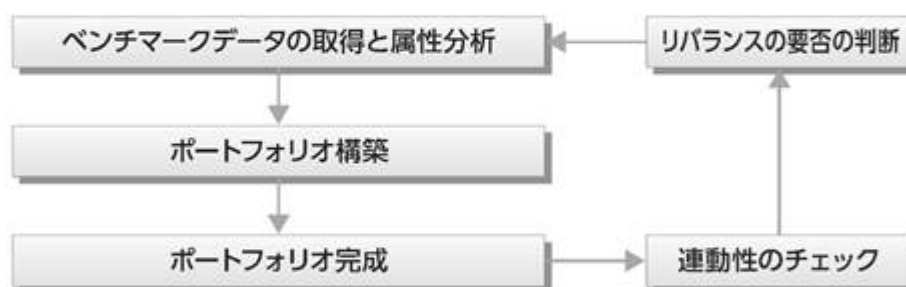 ベンチマークデータの取得と属性分析
リバランスの要否の判断
ポートフォリオ構築
ポートフォリオ完成
連動性のチェック